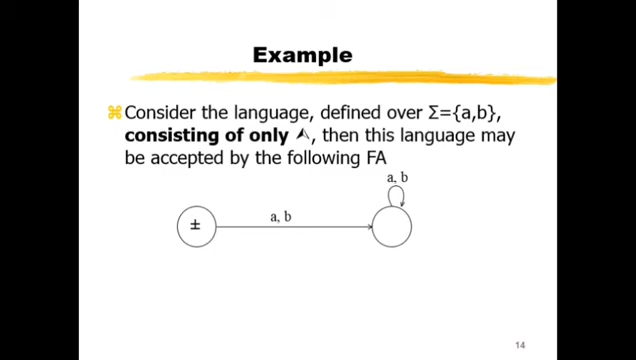 Example
⌘Consider the language, defined over Σ={a,b},
consisting of only Λ, then this language may
be accepted by the following FA
a, b
a, b
±
14